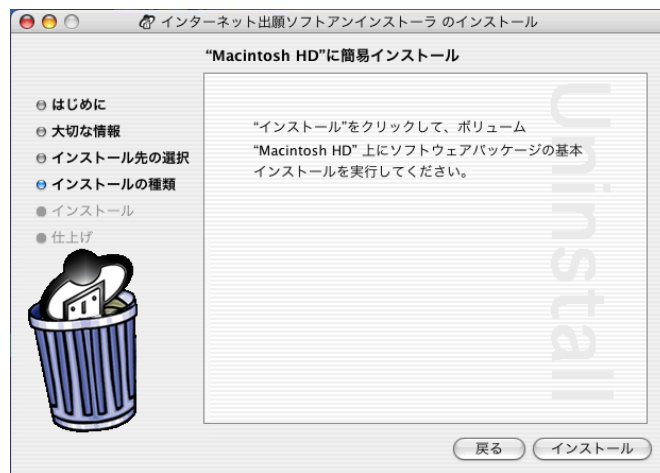 インターネット出願ソフトアンインストーラ のインストール
“Macintosh HD”に簡易インストール
はじめに
大切な情報
インストール先の選択
インストールの種類
インストール
仕上げ
“インストール”をクリックして、ボリューム
“Macintosh HD” 上にソフトウェアパッケージの基本
インストールを実行してください。
Uninstall
戻る
インストール